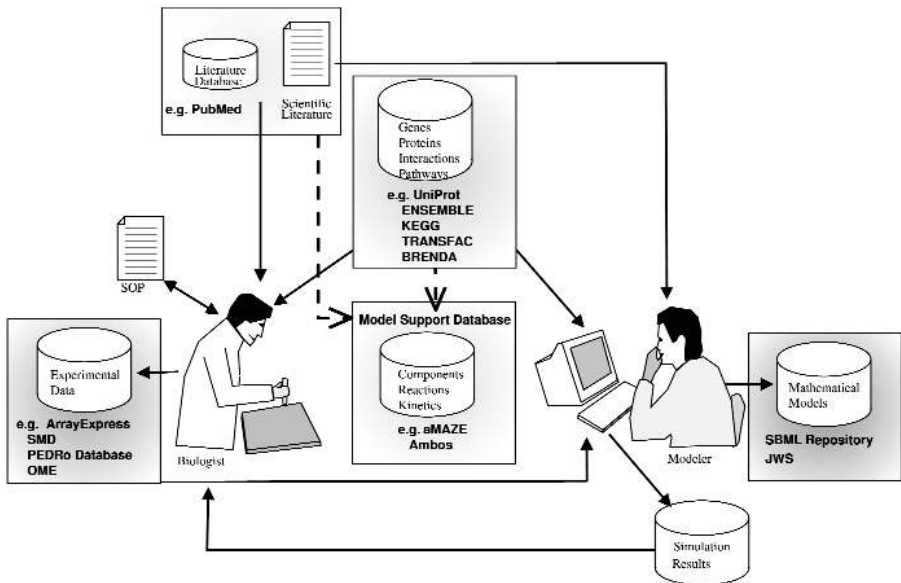 Literature
Database
e.g. PubMed
Scientific
Literature
Genes
Proteins
Interactions
Pathways
e.g. UniProt
ENSEMBLE
KEGG
TRANSFAC
BRENDA
SOP
Model Support Database
Components
Reactions
Kinetics
e.g. aMAZE
Ambos
Experimental
Data
e.g. ArrayExpress
SMD
PEDRo Database
OME
Biologist
Modeler
Mathematical
Models
SBML Repository
JWS
Simulation
Results